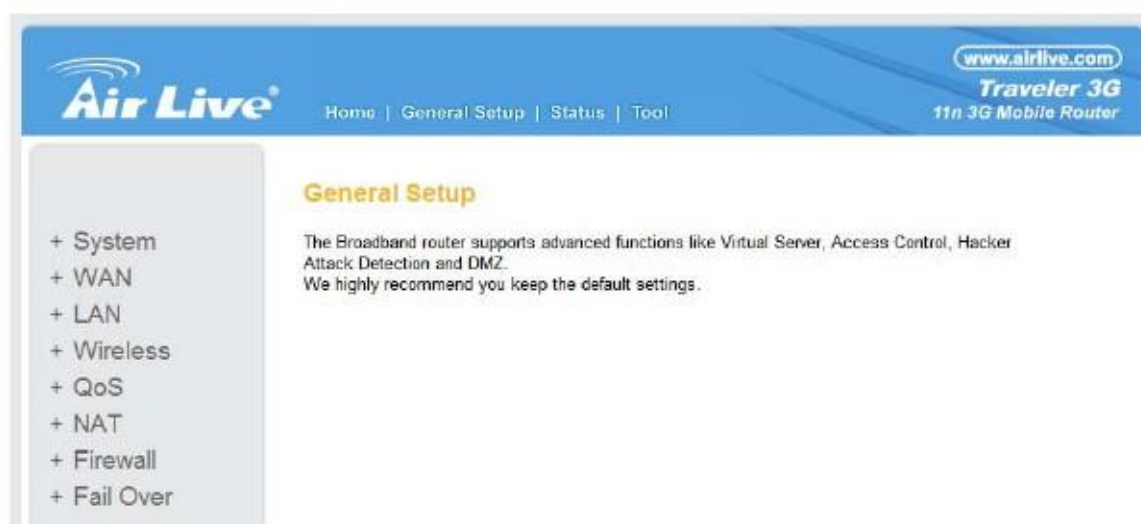 www.airlive.com
Air Live®
Traveler 3G
Home | General Setup | Status | Tool
11n 3G Mobile Router
General Setup
+ System
+ WAN
+ LAN
+ Wireless
+ QoS
+ NAT
+ Firewall
+ Fail Over
The Broadband router supports advanced functions like Virtual Server, Access Control, Hacker
Attack Detection and DMZ.
We highly recommend you keep the default settings.